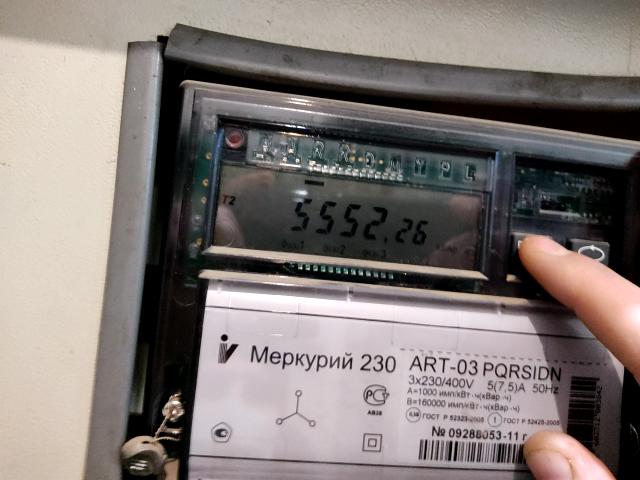 T2
5552.26
Меркурий 230 ART-03 PQRSIDN
3x230/400V 5(7,5)A 50Hz
A=1000 имп/кВт·ч(кВар·ч)
B=160000 имп/кВт·ч(кВар·ч)
ГОСТ Р 52323-2005 ГОСТ Р 52425-2005
АВ28
№ 09288053-11 г